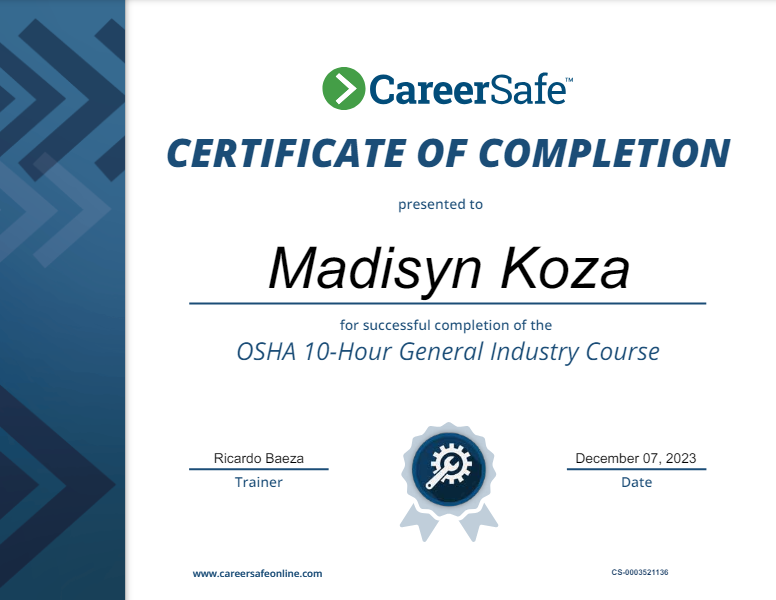 CareerSafe™
CERTIFICATE OF COMPLETION
presented to
Madisyn Koza
for successful completion of the
OSHA 10-Hour General Industry Course
Ricardo Baeza
Trainer
December 07, 2023
Date
www.careersafeonline.com
CS-0003521136